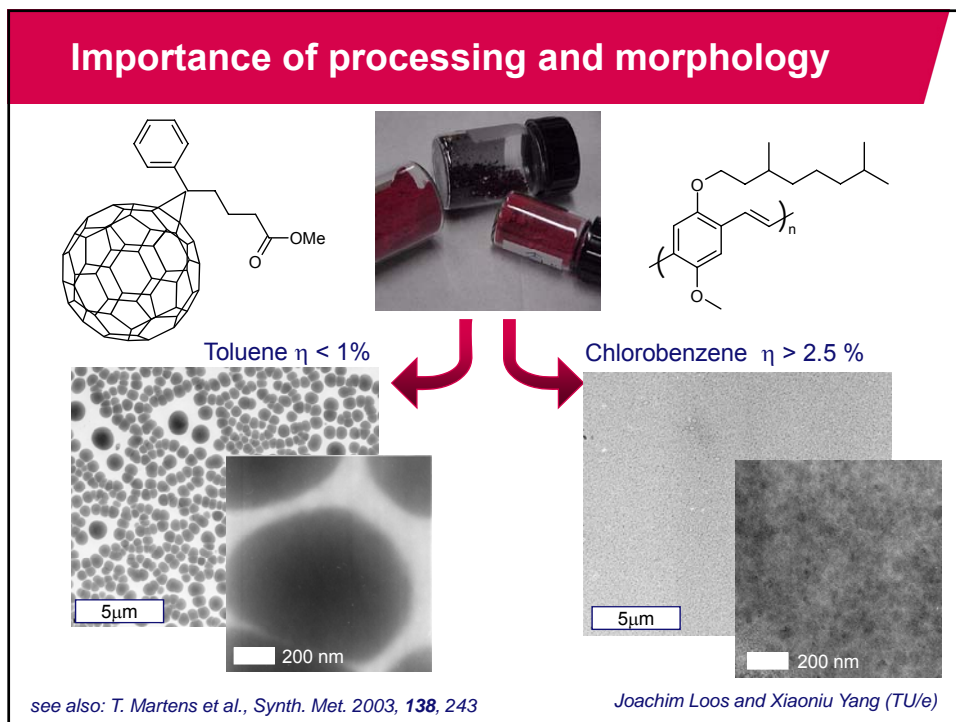 Importance of processing and morphology
OMe
O
O
n
O
Toluene η < 1%
Chlorobenzene η > 2.5 %
5μm
200 nm
5μm
200 nm
see also: T. Martens et al., Synth. Met. 2003, 138, 243
Joachim Loos and Xiaoniu Yang (TU/e)